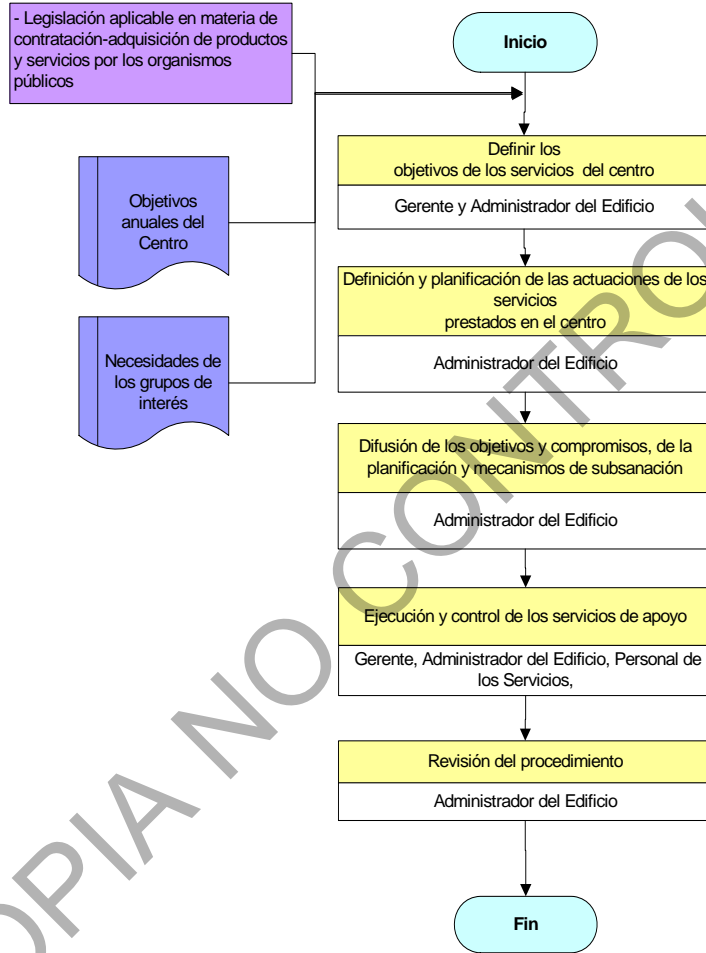 - Legislación aplicable en materia de
contratación-adquisición de productos
y servicios por los organismos
públicos
Inicio
Objetivos
anuales del
Centro
Necesidades de
los grupos de
interés
Definir los
objetivos de los servicios del centro
Gerente y Administrador del Edificio
Definición y planificación de las actuaciones de los
servicios
prestados en el centro
Administrador del Edificio
Difusión de los objetivos y compromisos, de la
planificación y mecanismos de subsanación
Administrador del Edificio
Ejecución y control de los servicios de apoyo
Gerente, Administrador del Edificio, Personal de
los Servicios,
Revisión del procedimiento
Administrador del Edificio
Fin
OPIA NO CONTRO